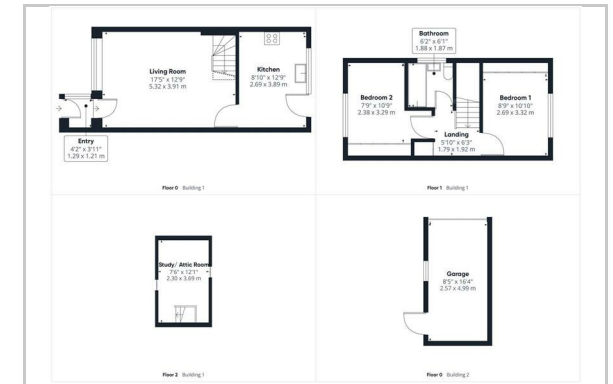 Living Room
17'5" x 12'9"
5.32 x 3.91 m
Kitchen
8'10" x 12'9"
2.69 x 3.89 m
Entry
4'2" x 3'11"
1.29 x 1.21 m
Floor 0 Building 1
Bathroom
6'2" x 6'1"
1.88 x 1.87 m
Bedroom 2
7'9" x 10'9"
2.38 x 3.29 m
Bedroom 1
8'9" x 10'10"
2.69 x 3.32 m
Landing
5'10" x 6'3"
1.79 x 1.92 m
Floor 1 Building 1
Study/ Attic Room
7'6" x 12'1"
2.30 x 3.69 m
Floor 2 Building 1
Garage
8'5" x 16'4"
2.57 x 4.99 m
Floor 0 Building 2